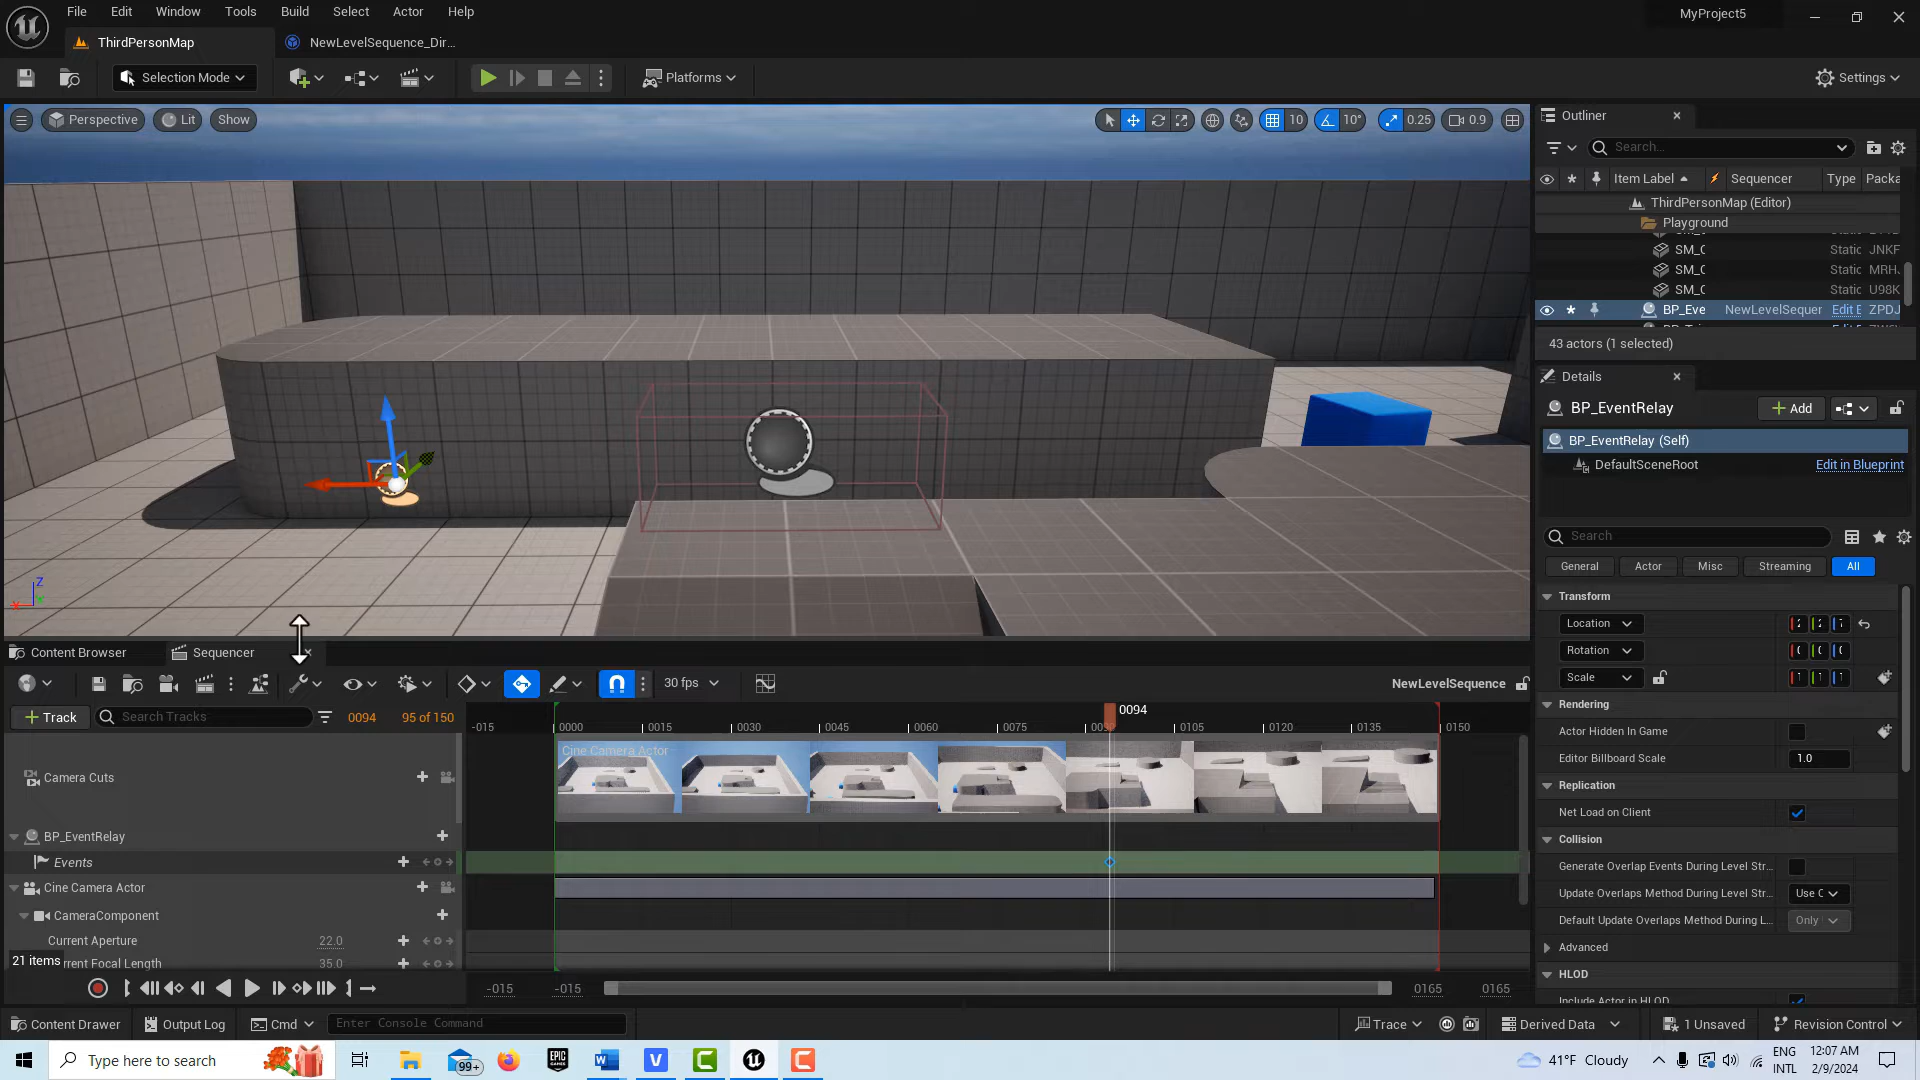 File Edit Window Tools Build Select Actor Help
MyProject5
ThirdPersonMap
NewLevelSequence_Dir...
Selection Mode
Platforms
Settings
Perspective
Lit
Show
10
10°
0.25
0.9
Outliner
Search...
Item Label
Sequencer
Type
Packa
ThirdPersonMap (Editor)
Playground
SM_C Static JNKF
SM_C Static MRHJ
SM_C Static U98K
BP_Eve NewLevelSequer Edit E ZPDJ
43 actors (1 selected)
Details
BP_EventRelay
Add
BP_EventRelay (Self)
DefaultSceneRoot
Edit in Blueprint
Search
General
Actor
Misc
Streaming
All
Transform
Location
Rotation
Scale
Rendering
Actor Hidden In Game
Editor Billboard Scale
1.0
Replication
Net Load on Client
Collision
Generate Overlap Events During Level Str...
Update Overlaps Method During Level Str...
Use C
Default Update Overlaps Method During L...
Only
Advanced
HLOD
Include Actor in HLOD
Z
Content Browser
Sequencer
30 fps
NewLevelSequence
Track
Search Tracks
0094
95 of 150
-015
0000
0015
0030
0045
0060
0075
0094
0105
0120
0135
0150
Cine Camera Actor
Camera Cuts
BP_EventRelay
Events
Cine Camera Actor
CameraComponent
Current Aperture
22.0
21 items
rrent Focal Length
35.0
-015
-015
0165
0165
Content Drawer
Output Log
Cmd
Enter Console Command
Trace
Derived Data
1 Unsaved
Revision Control
Type here to search
99+
EPIC
GAMES
41°F Cloudy
ENG
INTL
12:07 AM
2/9/2024